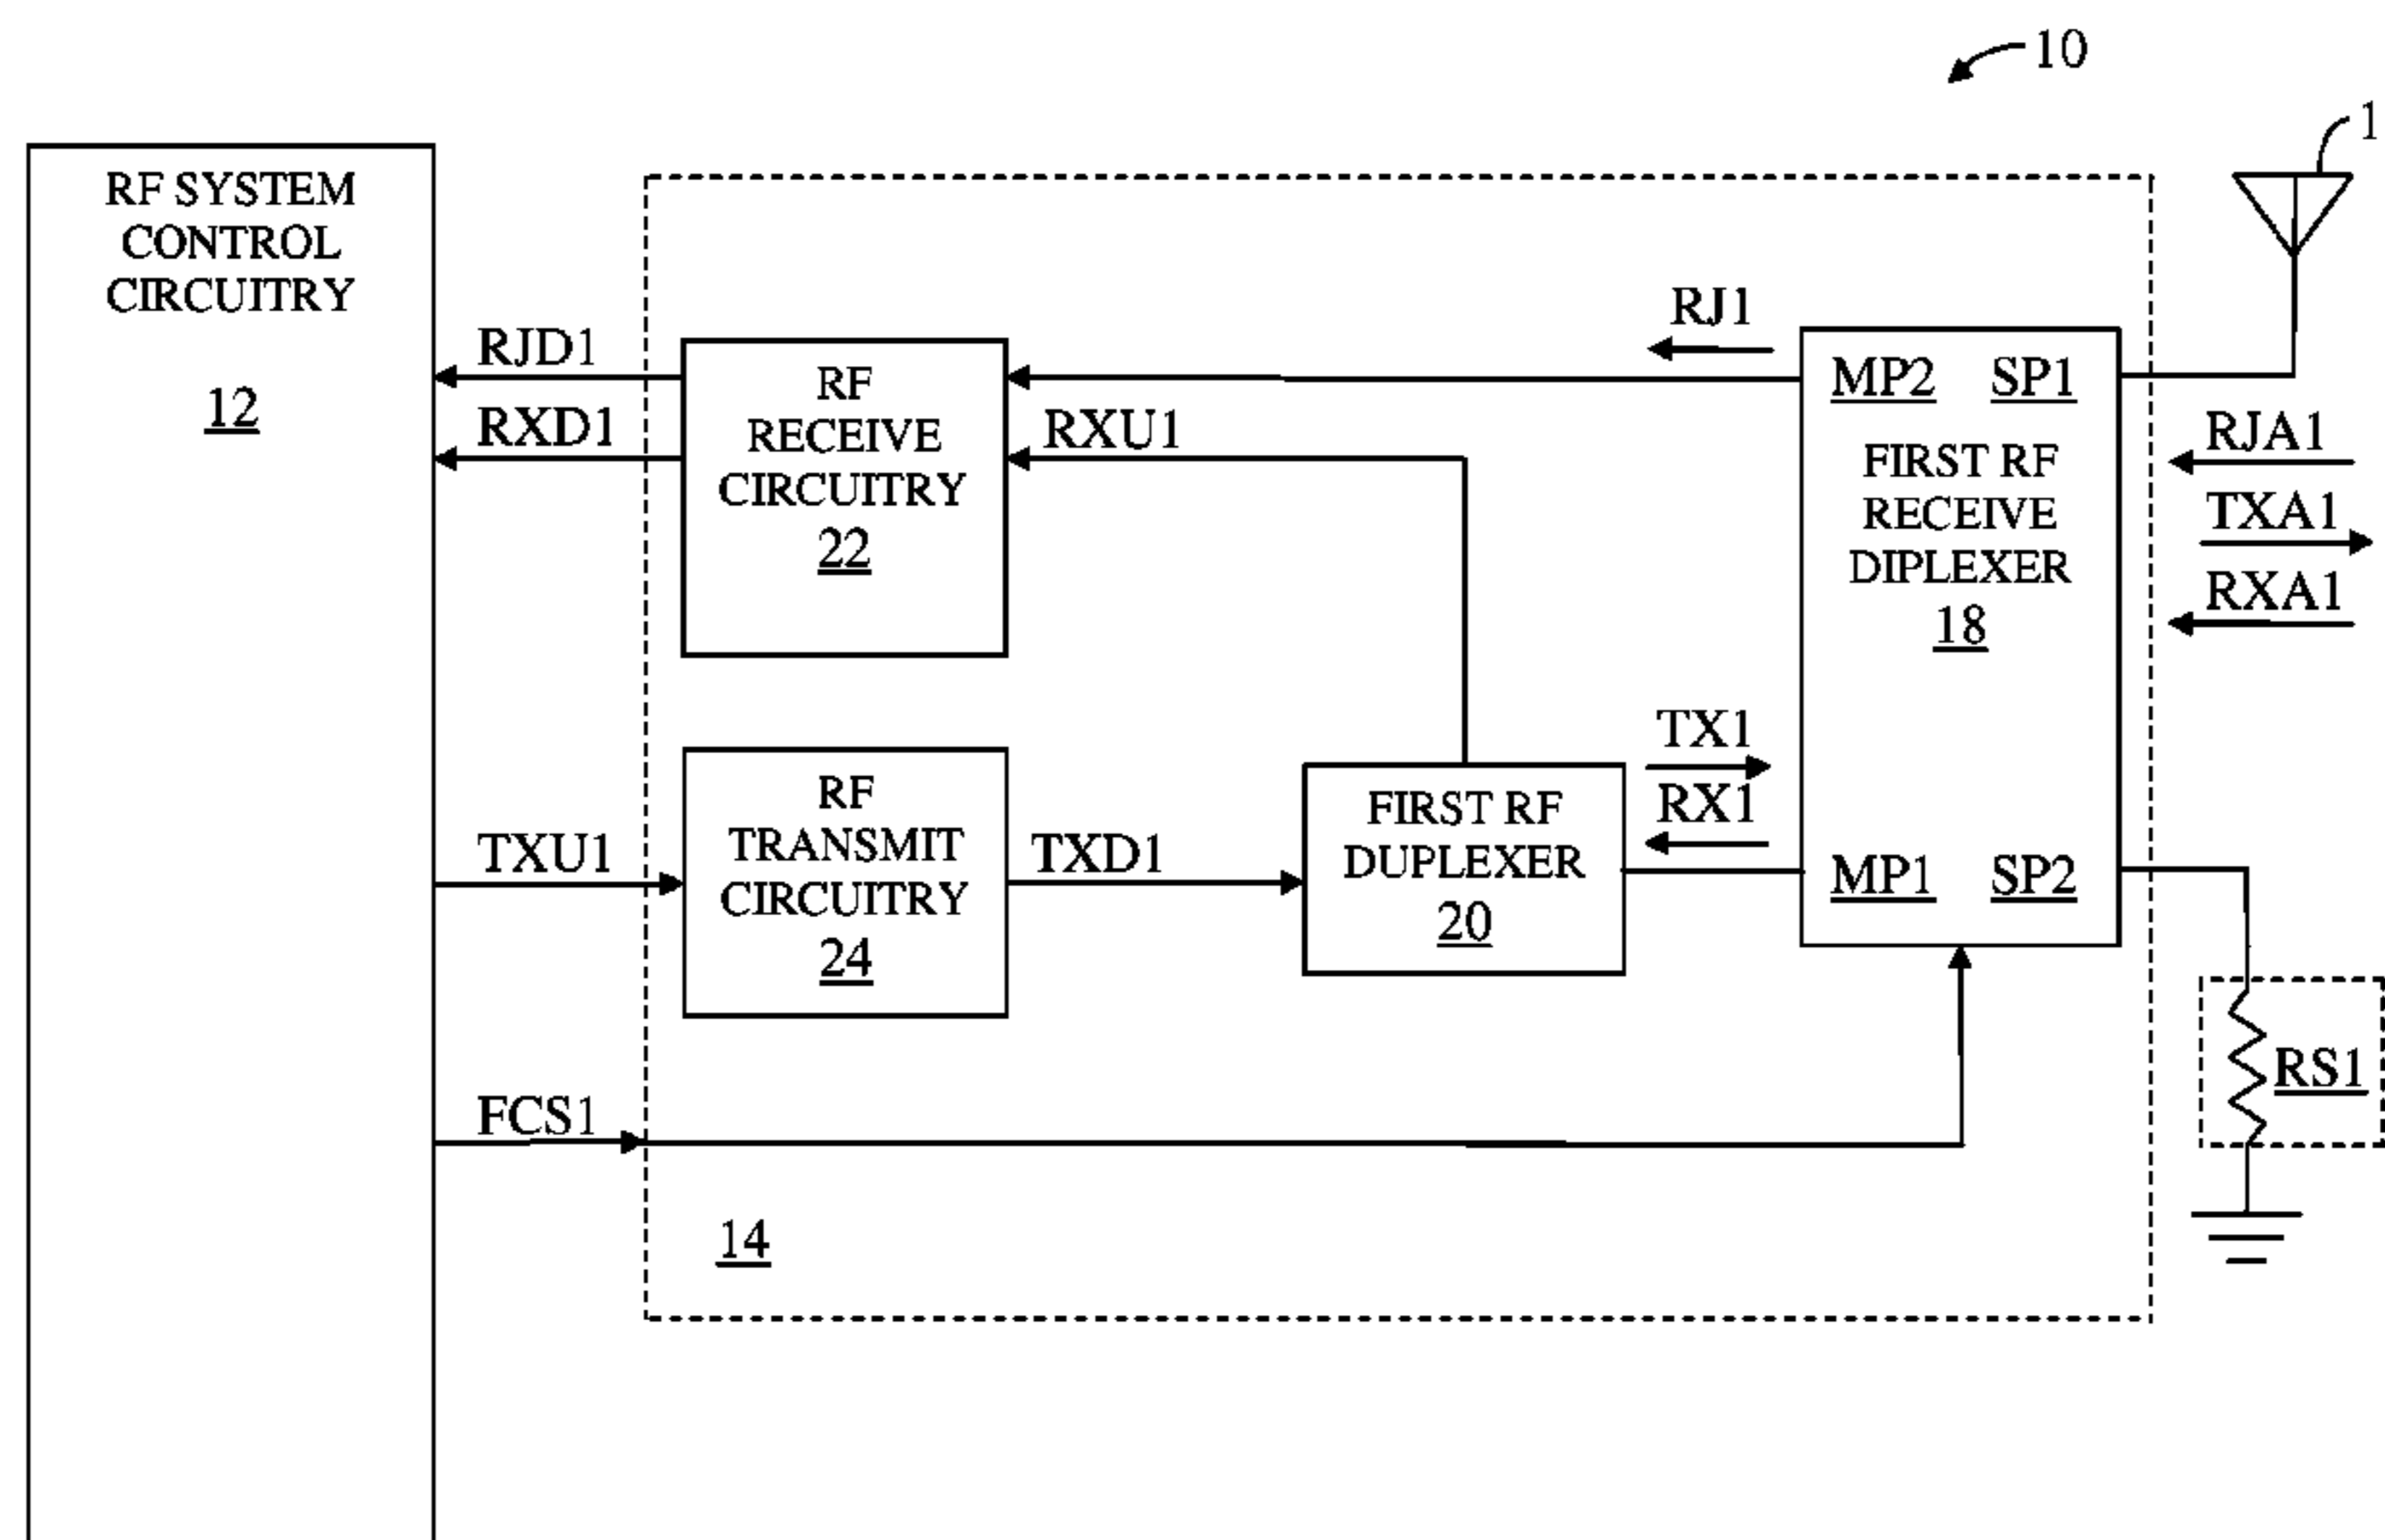 10
1
RF SYSTEM
CONTROL
CIRCUITRY
12
RJD1
RXD1
RF
RECEIVE
CIRCUITRY
22
RXU1
RJ1
MP2 SP1
FIRST RF
RECEIVE
DIPLEXER
18
RJA1
TXA1
RXA1
TXU1
RF
TRANSMIT
CIRCUITRY
24
TXD1
FIRST RF
DUPLEXER
20
TX1
RX1
MP1 SP2
RS1
FCS1
14